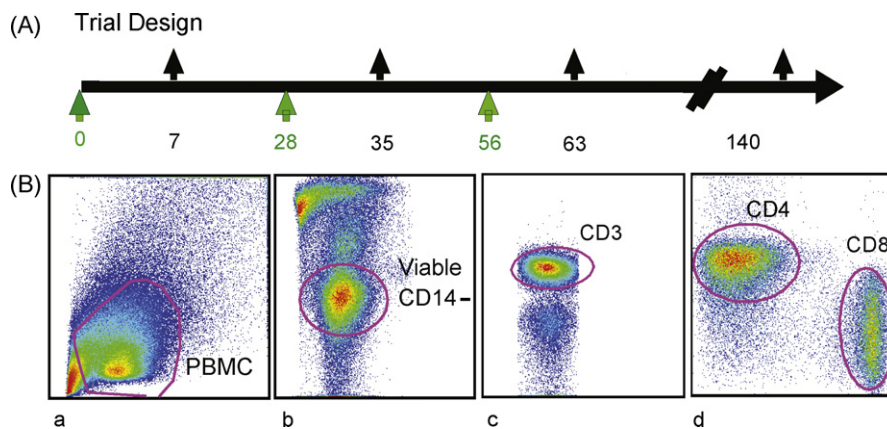 (A) Trial Design
0 7 28 35 56 63 140
(B)
PBMC
Viable
CD14-
CD3
CD4
CD8
a b c d